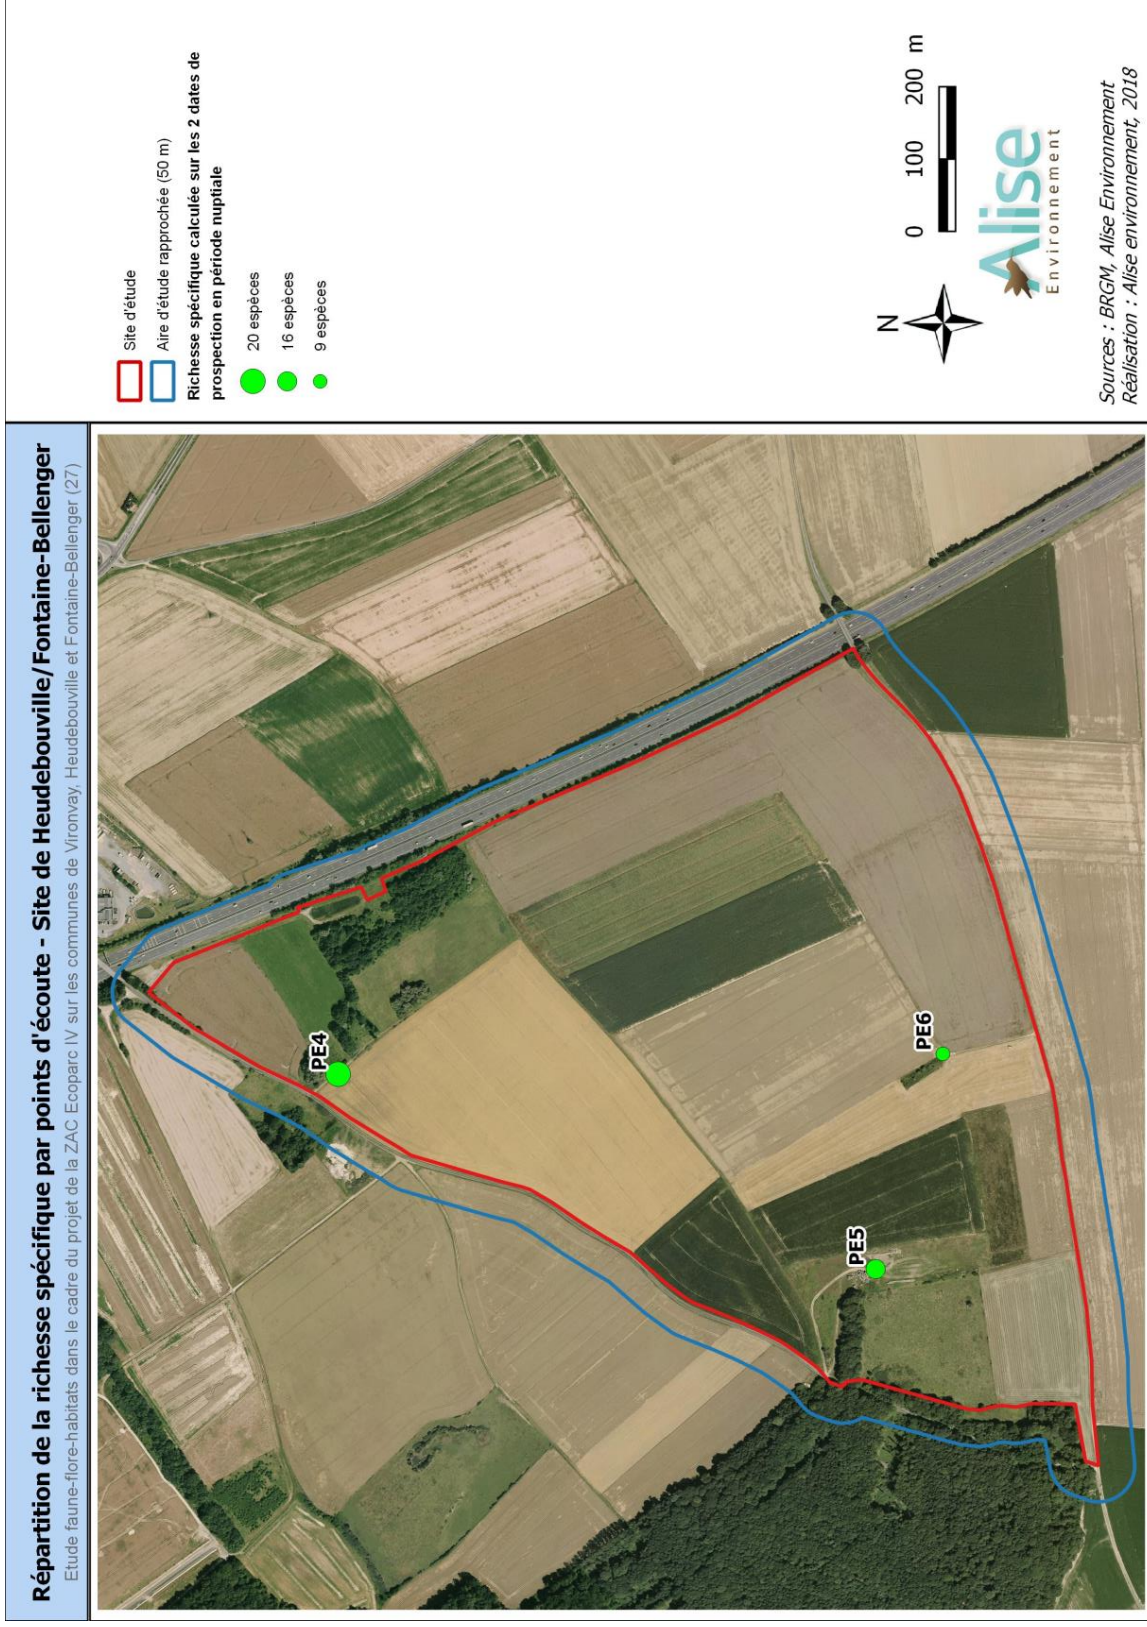 Répartition de la richesse spécifique par points d'écoute - Site de Heudebouville/Fontaine-Bellenger
Etude faune-flore-habitats dans le cadre du projet de la ZAC Ecoparc IV sur les communes de Vironvay, Heudebouville et Fontaine-Bellenger (27)
PE4
PE5
PE6
Site d'étude
Aire d'étude rapprochée (50 m)
Richesse spécifique calculée sur les 2 dates de
prospection en période nuptiale
20 espèces
16 espèces
9 espèces
N
0 100 200 m
Alise
Environnement
Sources : BRGM, Alise Environnement
Réalisation : Alise environnement, 2018